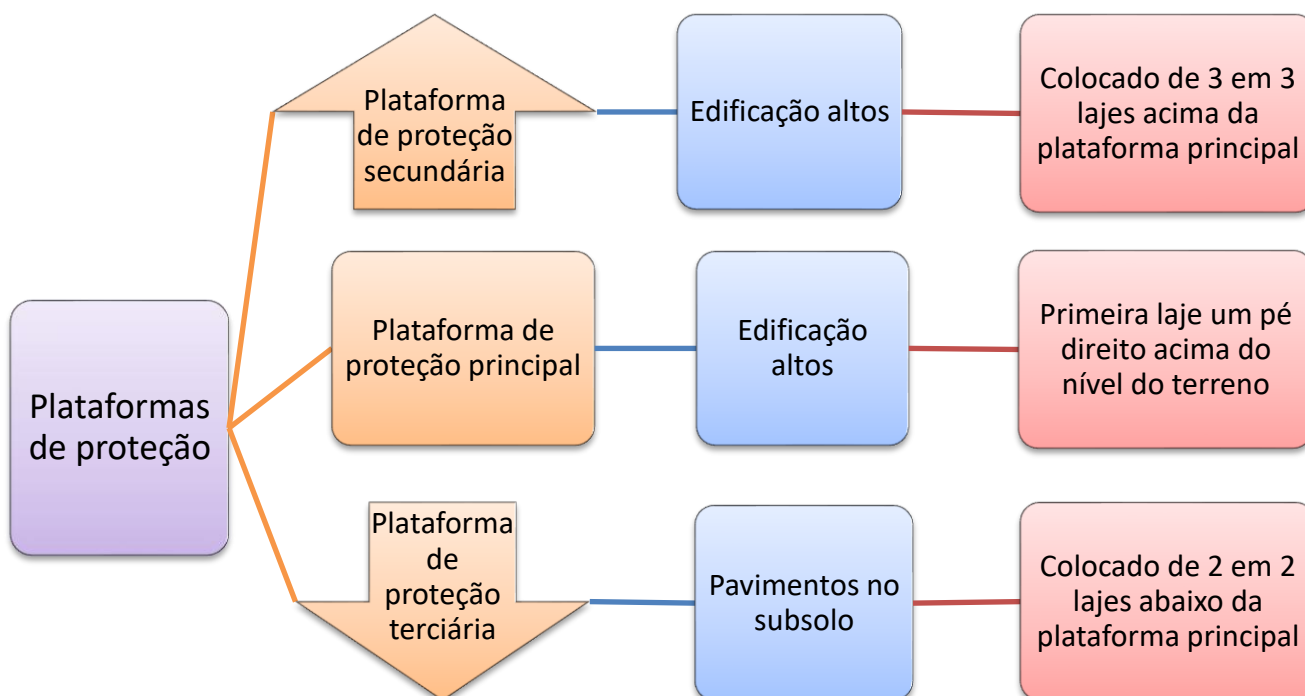 Plataformas
de proteção
Plataforma
de proteção
secundária
Edificação altos
Colocado de 3 em 3
lajes acima da
plataforma principal
Plataforma de
proteção principal
Edificação
altos
Primeira laje um pé
direito acima do
nível do terreno
Plataforma
de
proteção
terciária
Pavimentos no
subsolo
Colocado de 2 em 2
lajes abaixo da
plataforma principal